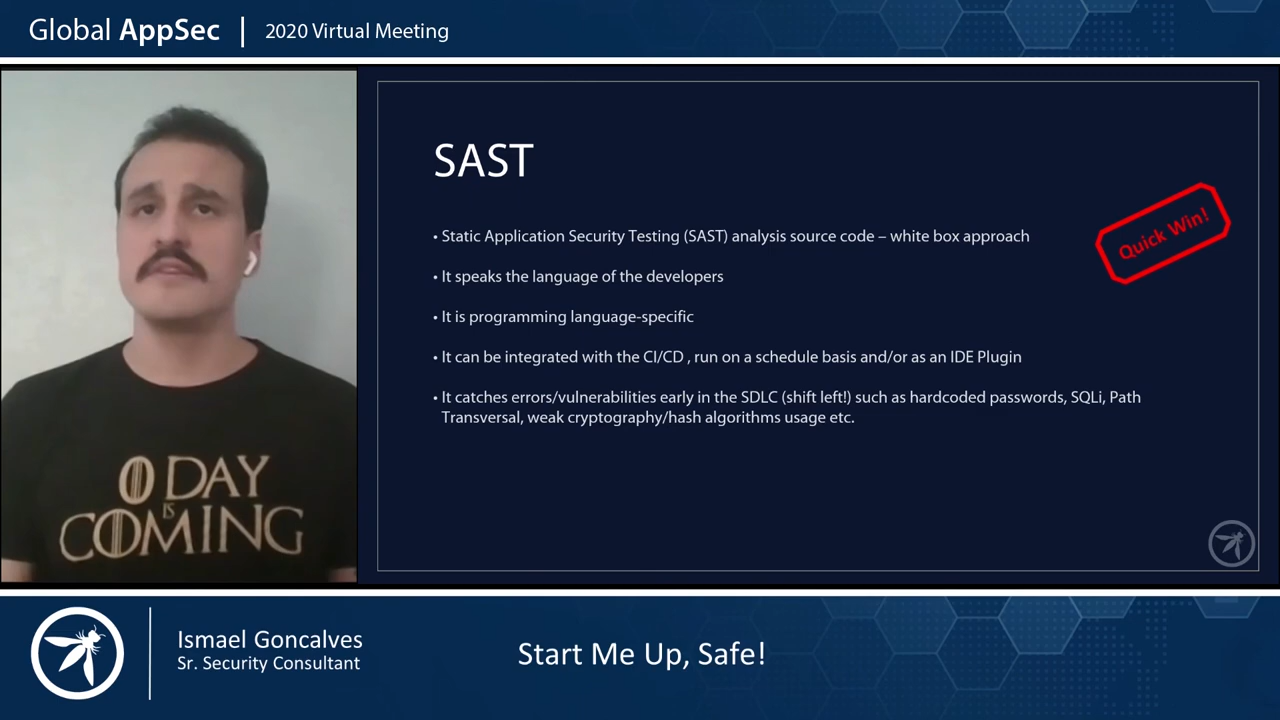 Global AppSec | 2020 Virtual Meeting
SAST
Quick Win!
• Static Application Security Testing (SAST) analysis source code – white box approach
• It speaks the language of the developers
• It is programming language-specific
• It can be integrated with the CI/CD , run on a schedule basis and/or as an IDE Plugin
• It catches errors/vulnerabilities early in the SDLC (shift left!) such as hardcoded passwords, SQLi, Path
Transversal, weak cryptography/hash algorithms usage etc.
0 DAY
IS
COMING
Ismael Goncalves
Sr. Security Consultant
Start Me Up, Safe!